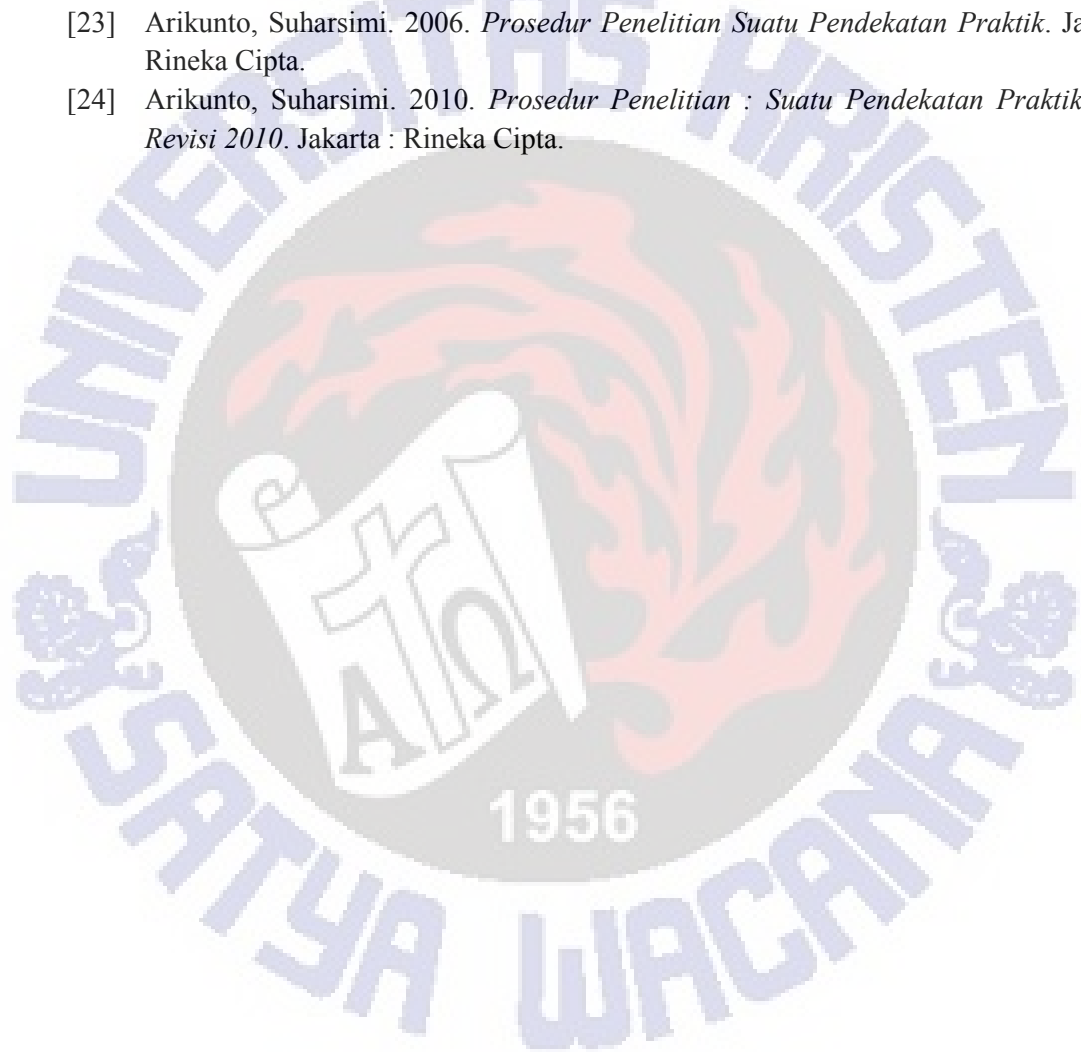 [23] Arikunto, Suharsimi. 2006. Prosedur Penelitian Suatu Pendekatan Praktik.
Rineka Cipta.
[24] Arikunto, Suharsimi. 2010. Prosedur Penelitian : Suatu Pendekatan Praktik
Revisi 2010. Jakarta : Rineka Cipta.
UNIVERSITAS KRISTEN
ΑΩ
1956
SATYA WACANA